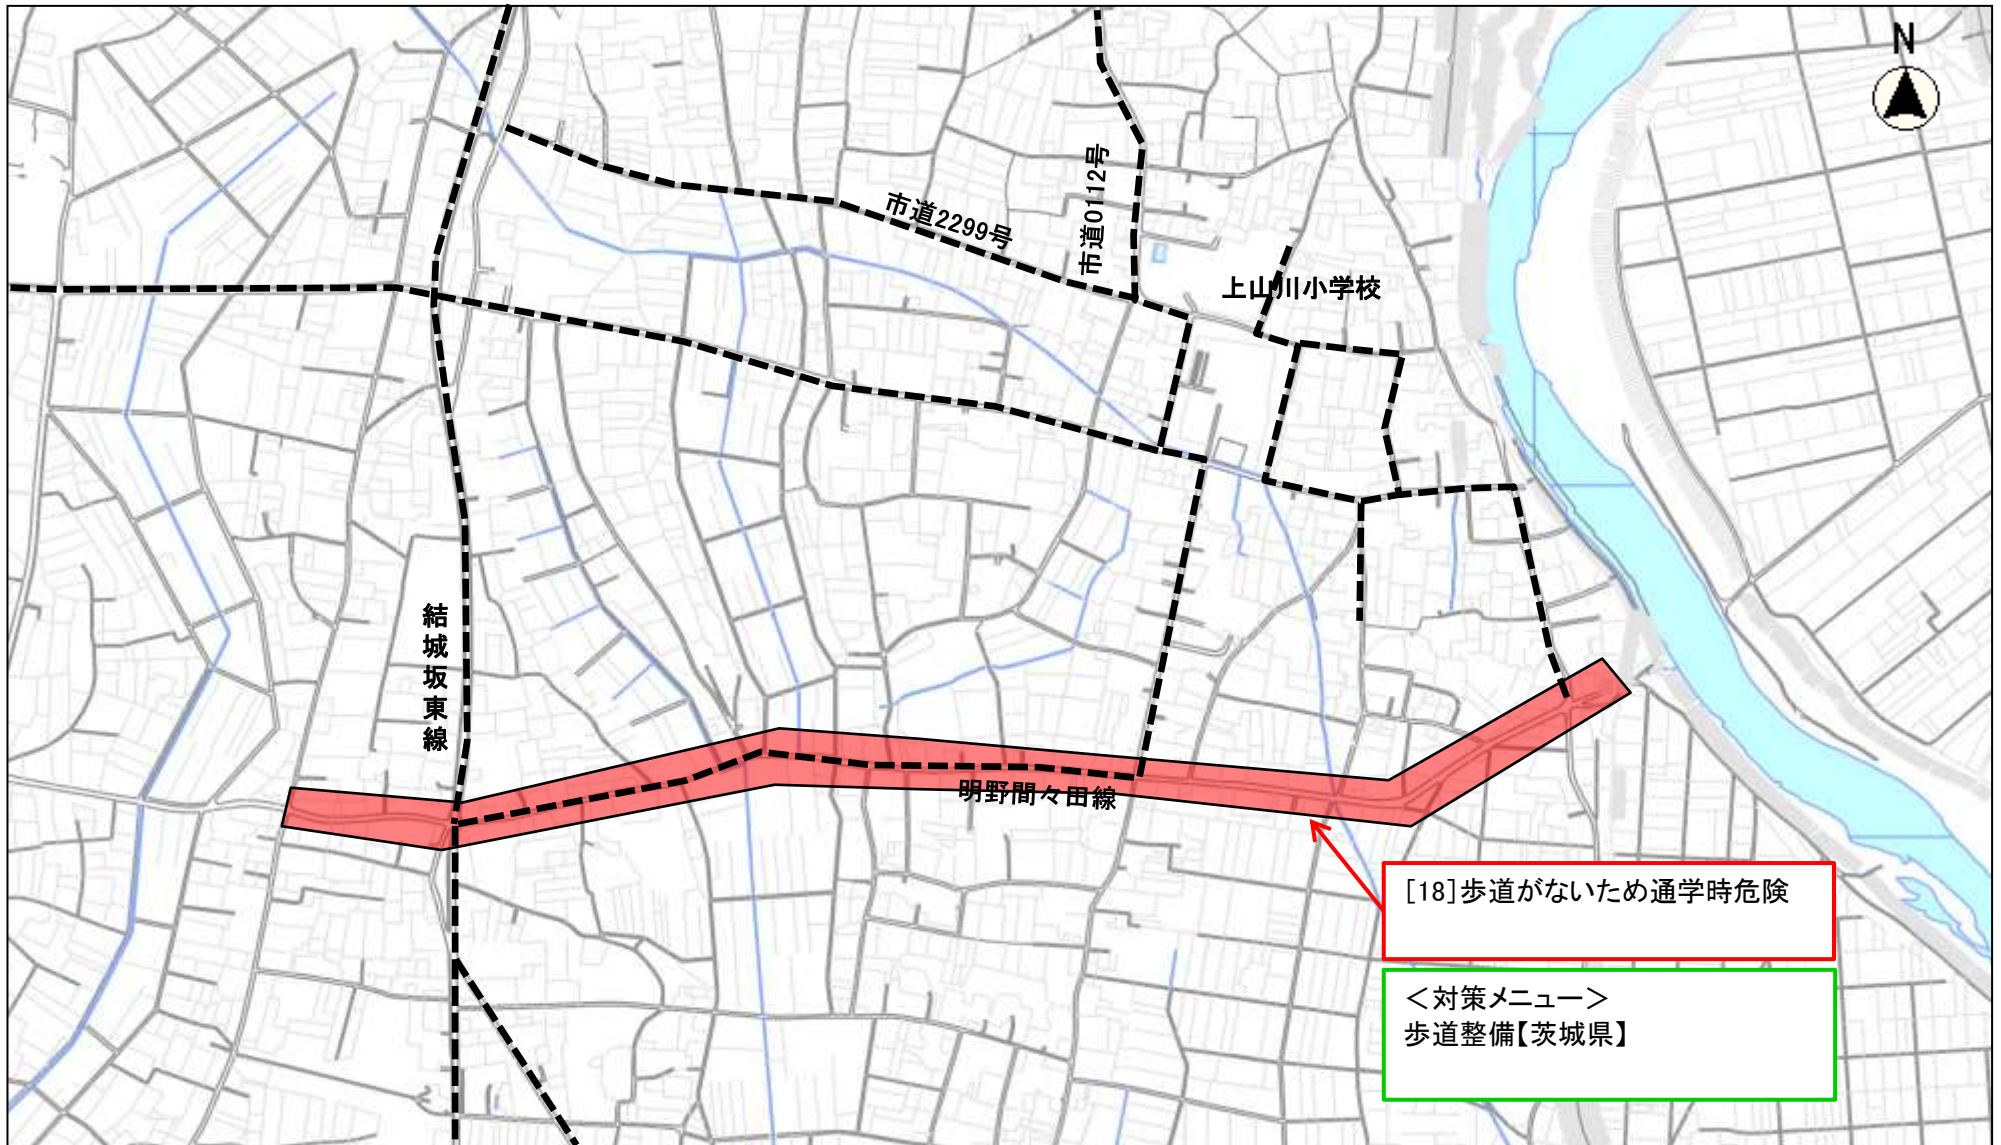 N
市道2299号
市道0112号
上山川小学校
結城坂東線
明野間々田線
[18]歩道がないため通学時危険
＜対策メニュー＞
歩道整備【茨城県】